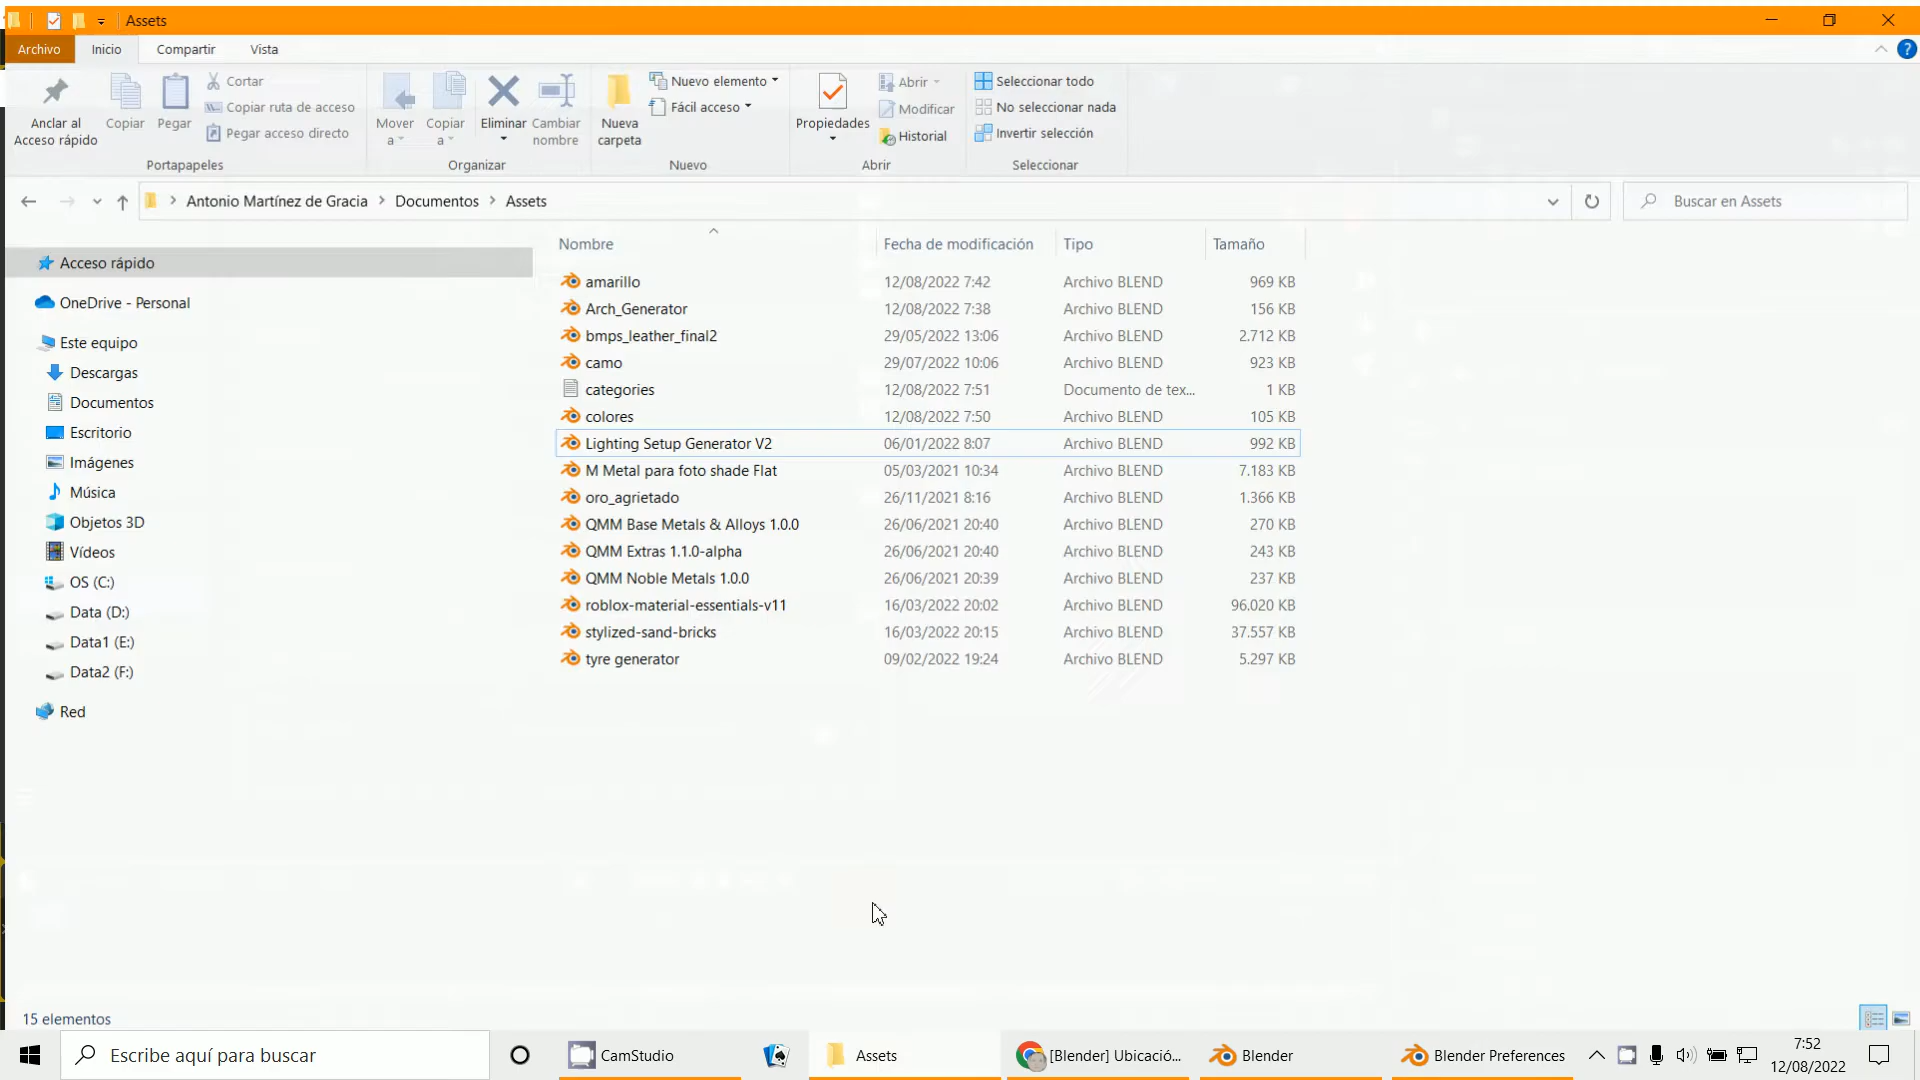 Assets
Archivo Inicio Compartir Vista
Anclar al Acceso rápido
Copiar
Pegar
Cortar
Copiar ruta de acceso
Pegar acceso directo
Portapapeles
Mover a
Copiar a
Eliminar
Cambiar nombre
Organizar
Nueva carpeta
Nuevo elemento
Fácil acceso
Nuevo
Propiedades
Abrir
Modificar
Historial
Abrir
Seleccionar todo
No seleccionar nada
Invertir selección
Seleccionar
Antonio Martínez de Gracia > Documentos > Assets
Buscar en Assets
Acceso rápido
OneDrive - Personal
Este equipo
Descargas
Documentos
Escritorio
Imágenes
Música
Objetos 3D
Vídeos
OS (C:)
Data (D:)
Data1 (E:)
Data2 (F:)
Red
Nombre Fecha de modificación Tipo Tamaño
amarillo 12/08/2022 7:42 Archivo BLEND 969 KB
Arch_Generator 12/08/2022 7:38 Archivo BLEND 156 KB
bmps_leather_final2 29/05/2022 13:06 Archivo BLEND 2.712 KB
camo 29/07/2022 10:06 Archivo BLEND 923 KB
categories 12/08/2022 7:51 Documento de tex... 1 KB
colores 12/08/2022 7:50 Archivo BLEND 105 KB
Lighting Setup Generator V2 06/01/2022 8:07 Archivo BLEND 992 KB
M Metal para foto shade Flat 05/03/2021 10:34 Archivo BLEND 7.183 KB
oro_agrietado 26/11/2021 8:16 Archivo BLEND 1.366 KB
QMM Base Metals & Alloys 1.0.0 26/06/2021 20:40 Archivo BLEND 270 KB
QMM Extras 1.1.0-alpha 26/06/2021 20:40 Archivo BLEND 243 KB
QMM Noble Metals 1.0.0 26/06/2021 20:39 Archivo BLEND 237 KB
roblox-material-essentials-v11 16/03/2022 20:02 Archivo BLEND 96.020 KB
stylized-sand-bricks 16/03/2022 20:15 Archivo BLEND 37.557 KB
tyre generator 09/02/2022 19:24 Archivo BLEND 5.297 KB
15 elementos
Escribe aquí para buscar
CamStudio
Assets
[Blender] Ubicació...
Blender
Blender Preferences
7:52
12/08/2022